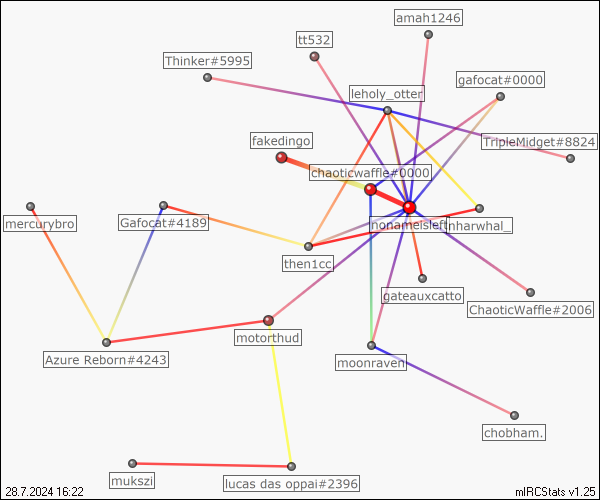 amah1246
tt532
Thinker#5995
gafocat#0000
leholy_otter
fakedingo
TripleMidget#8824
chaoticwaffle#0000
mercurybro
Gafocat#4189
nonameisleft
nharwhal_
then1cc
gateauxcatto
ChaoticWaffle#2006
motorthud
Azure Reborn#4243
moonraven
chobham.
mukszi
lucas das oppai#2396
28.7.2024 16:22
mIRCStats v1.25